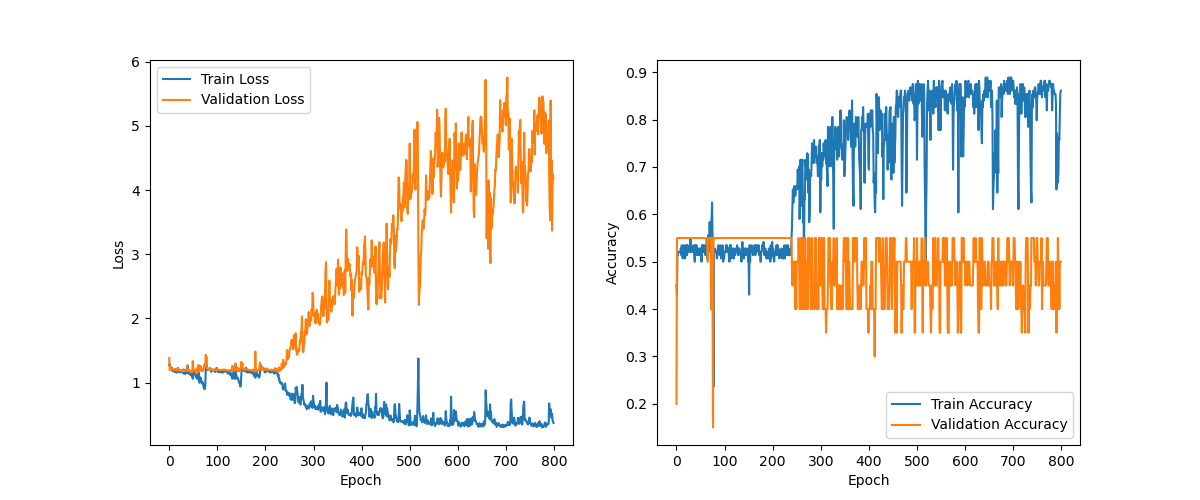 6
5
4
3
2
1
Loss
Train Loss
Validation Loss
0 100 200 300 400 500 600 700 800
Epoch
0.9
0.8
0.7
0.6
0.5
0.4
0.3
0.2
Accuracy
Train Accuracy
Validation Accuracy
0 100 200 300 400 500 600 700 800
Epoch